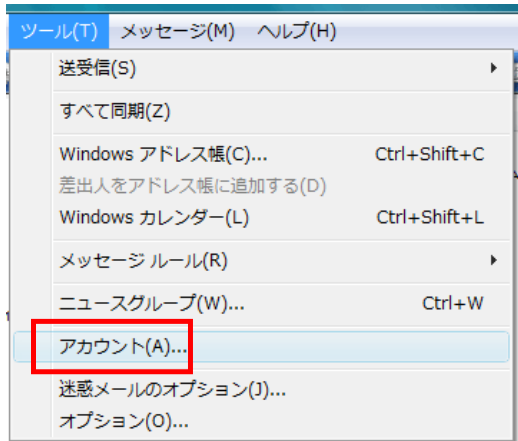 ツール(T) メッセージ(M) ヘルプ(H)
送受信(S)
すべて同期(Z)
Windows アドレス帳(C)... Ctrl+Shift+C
差出人をアドレス帳に追加する(D)
Windows カレンダー(L) Ctrl+Shift+L
メッセージ ルール(R)
ニュースグループ(W)... Ctrl+W
アカウント(A)...
迷惑メールのオプション(J)...
オプション(O)...